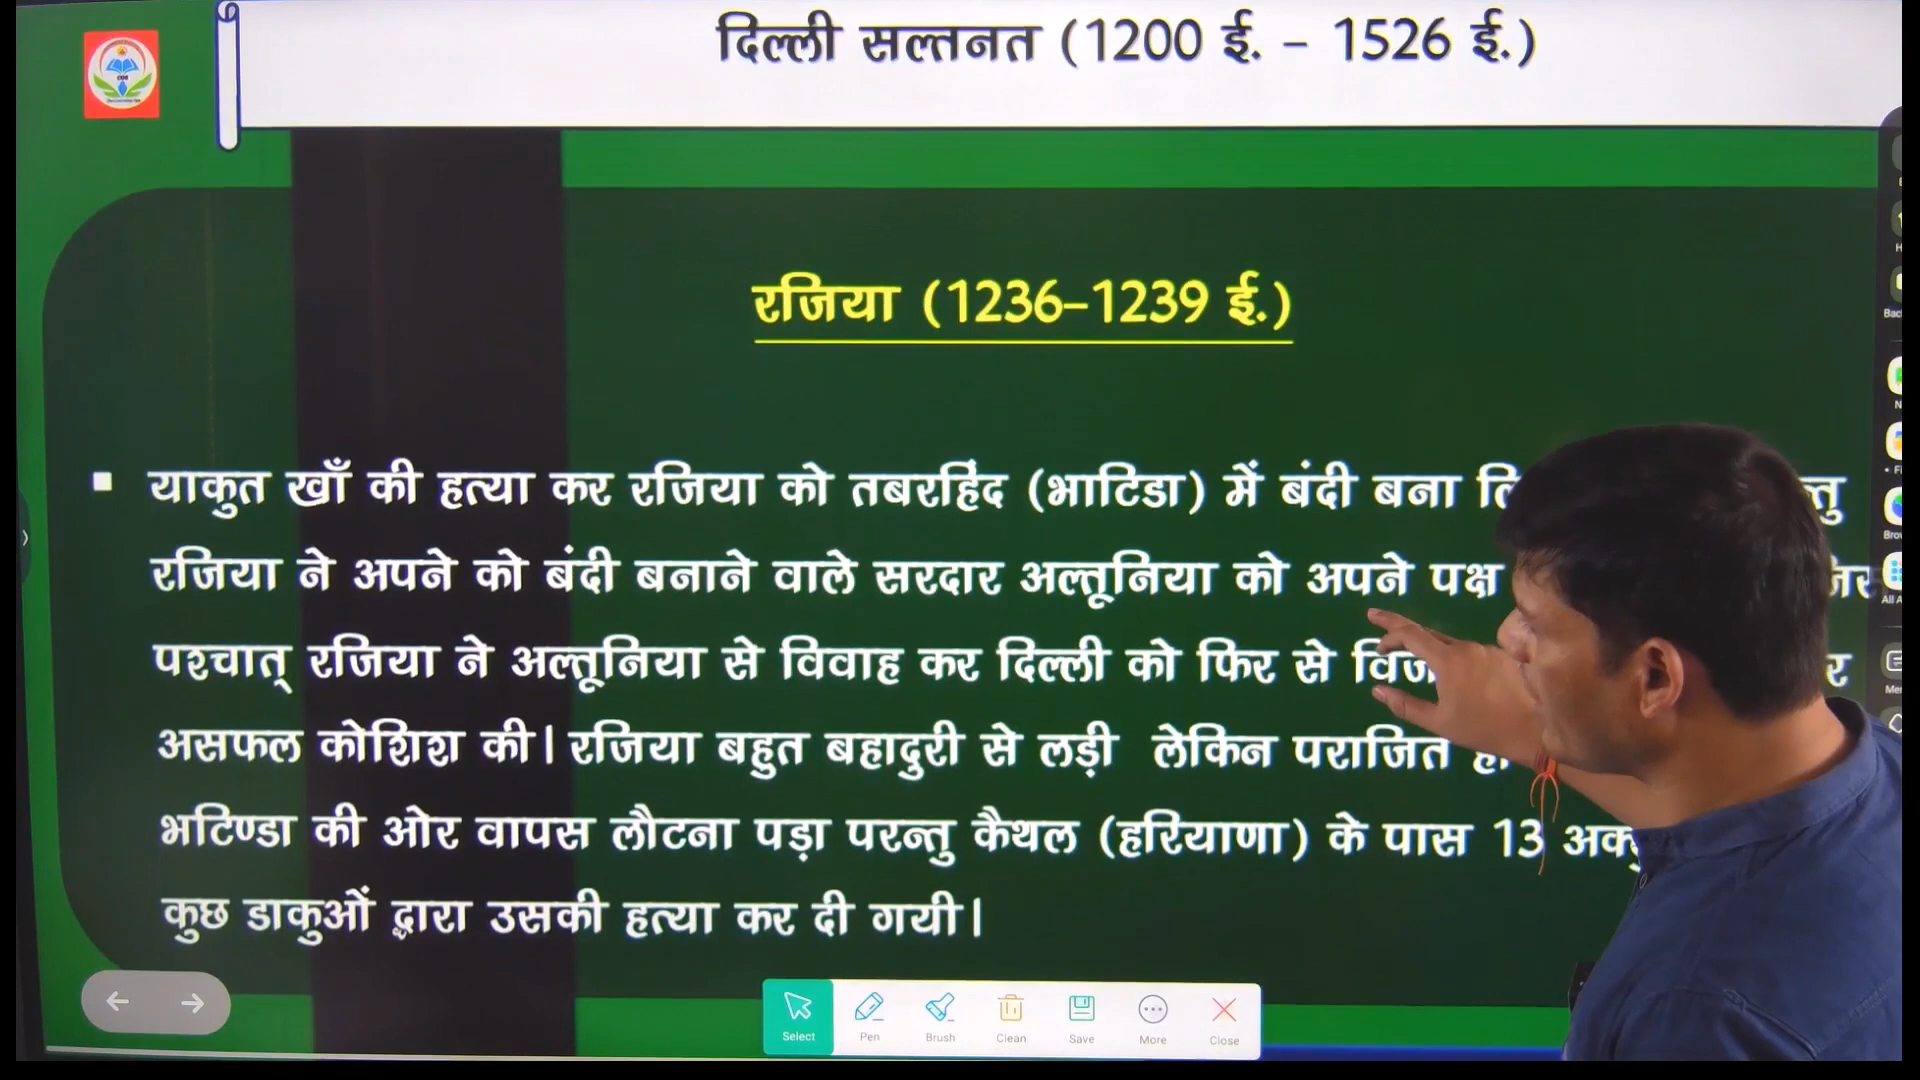 दिल्ली सल्तनत (1200 ई. – 1526 ई.)
रजिया (1236–1239 ई.)
याकुत खाँ की हत्या कर रजिया को तबरहिंद (भाटिडा) में बंदी बना
रजिया ने अपने को बंदी बनाने वाले सरदार अल्तूनिया को अपने पक्ष
पश्चात् रजिया ने अल्तूनिया से विवाह कर दिल्ली को फिर से
असफल कोशिश की। रजिया बहुत बहादुरी से लड़ी लेकिन पराजित
भटिण्डा की ओर वापस लौटना पड़ा परन्तु कैथल (हरियाणा) के पास 13
कुछ डाकुओं द्वारा उसकी हत्या कर दी गयी।
Select Pen Brush Clean Save More Close